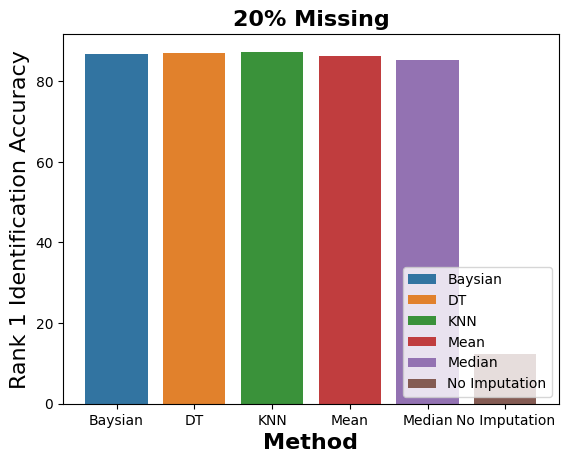 20% Missing
Rank 1 Identification Accuracy
80
60
40
20
0
Baysian
DT
KNN
Mean
Median
No Imputation
Baysian DT KNN Mean Median No Imputation
Method